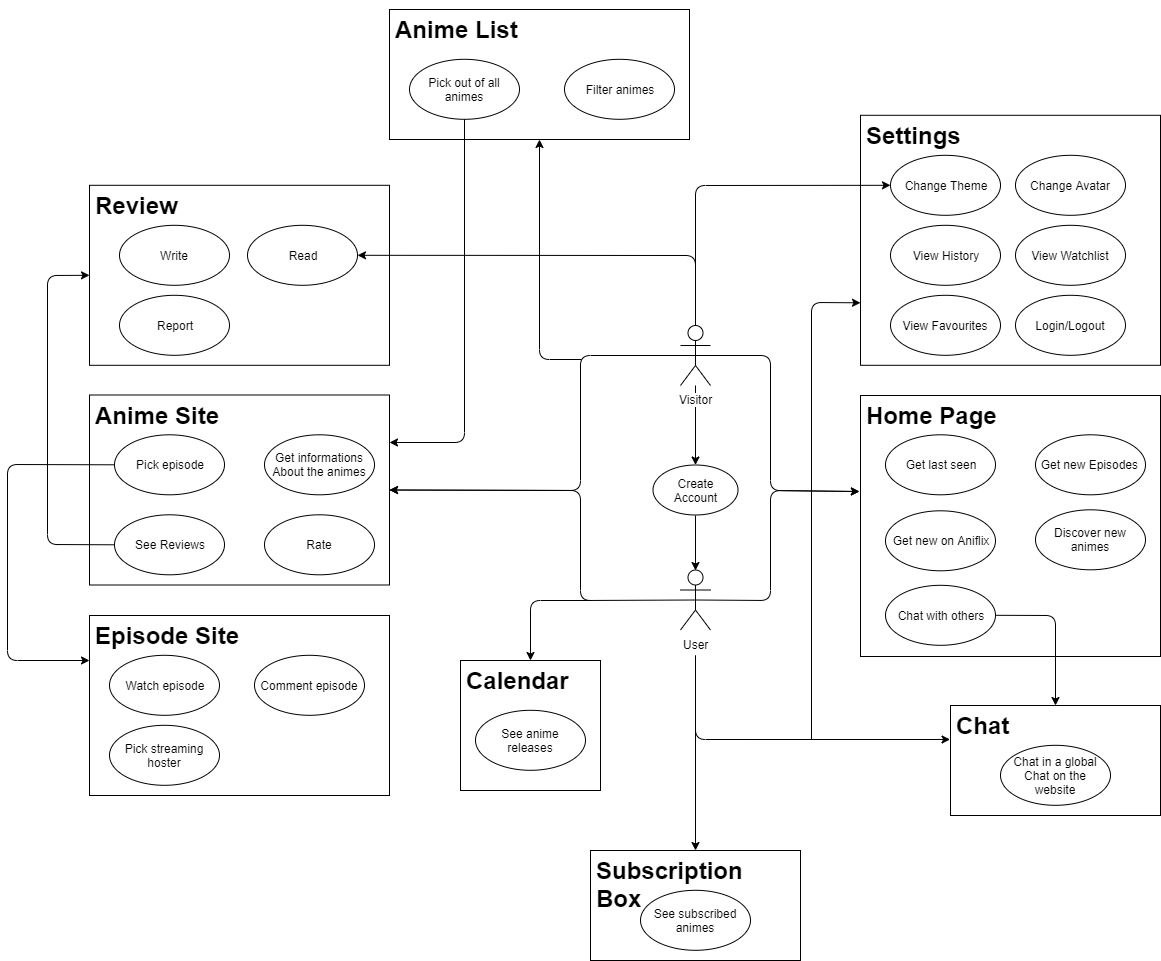 Anime List
Pick out of all
animes
Filter animes
Settings
Change Theme
Change Avatar
View History
View Watchlist
View Favourites
Login/Logout
Review
Write
Read
Report
Visitor
Anime Site
Pick episode
Get informations
About the animes
See Reviews
Rate
Create
Account
Home Page
Get last seen
Get new Episodes
Get new on Aniflix
Discover new
animes
Chat with others
User
Episode Site
Watch episode
Comment episode
Pick streaming
hoster
Calendar
See anime
releases
Chat
Chat in a global
Chat on the
website
Subscription
Box
See subscribed
animes